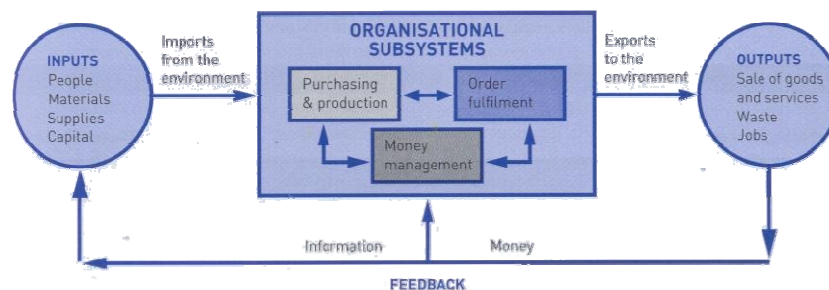 INPUTS
People
Materials
Supplies
Capital
Imports
from the
environment
ORGANISATIONAL
SUBSYSTEMS
Purchasing
& production
Order
fulfilment
Money
management
Exports
to the
environment
OUTPUTS
Sale of goods
and services
Waste
Jobs
Information
Money
FEEDBACK